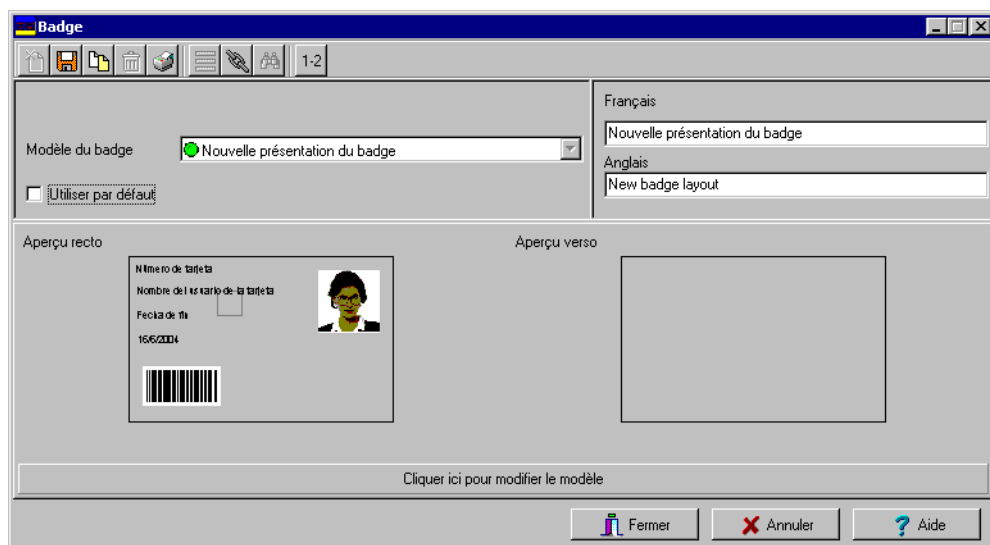 Badge
1-2
Modèle du badge
Nouvelle présentation du badge
Utiliser par défaut
Français
Nouvelle présentation du badge
Anglais
New badge layout
Aperçu recto
Aperçu verso
Número de tarjeta
Nombre del usuario de la tarjeta
Fecha de fin
16/6/2004
Cliquer ici pour modifier le modèle
Fermer
Annuler
? Aide